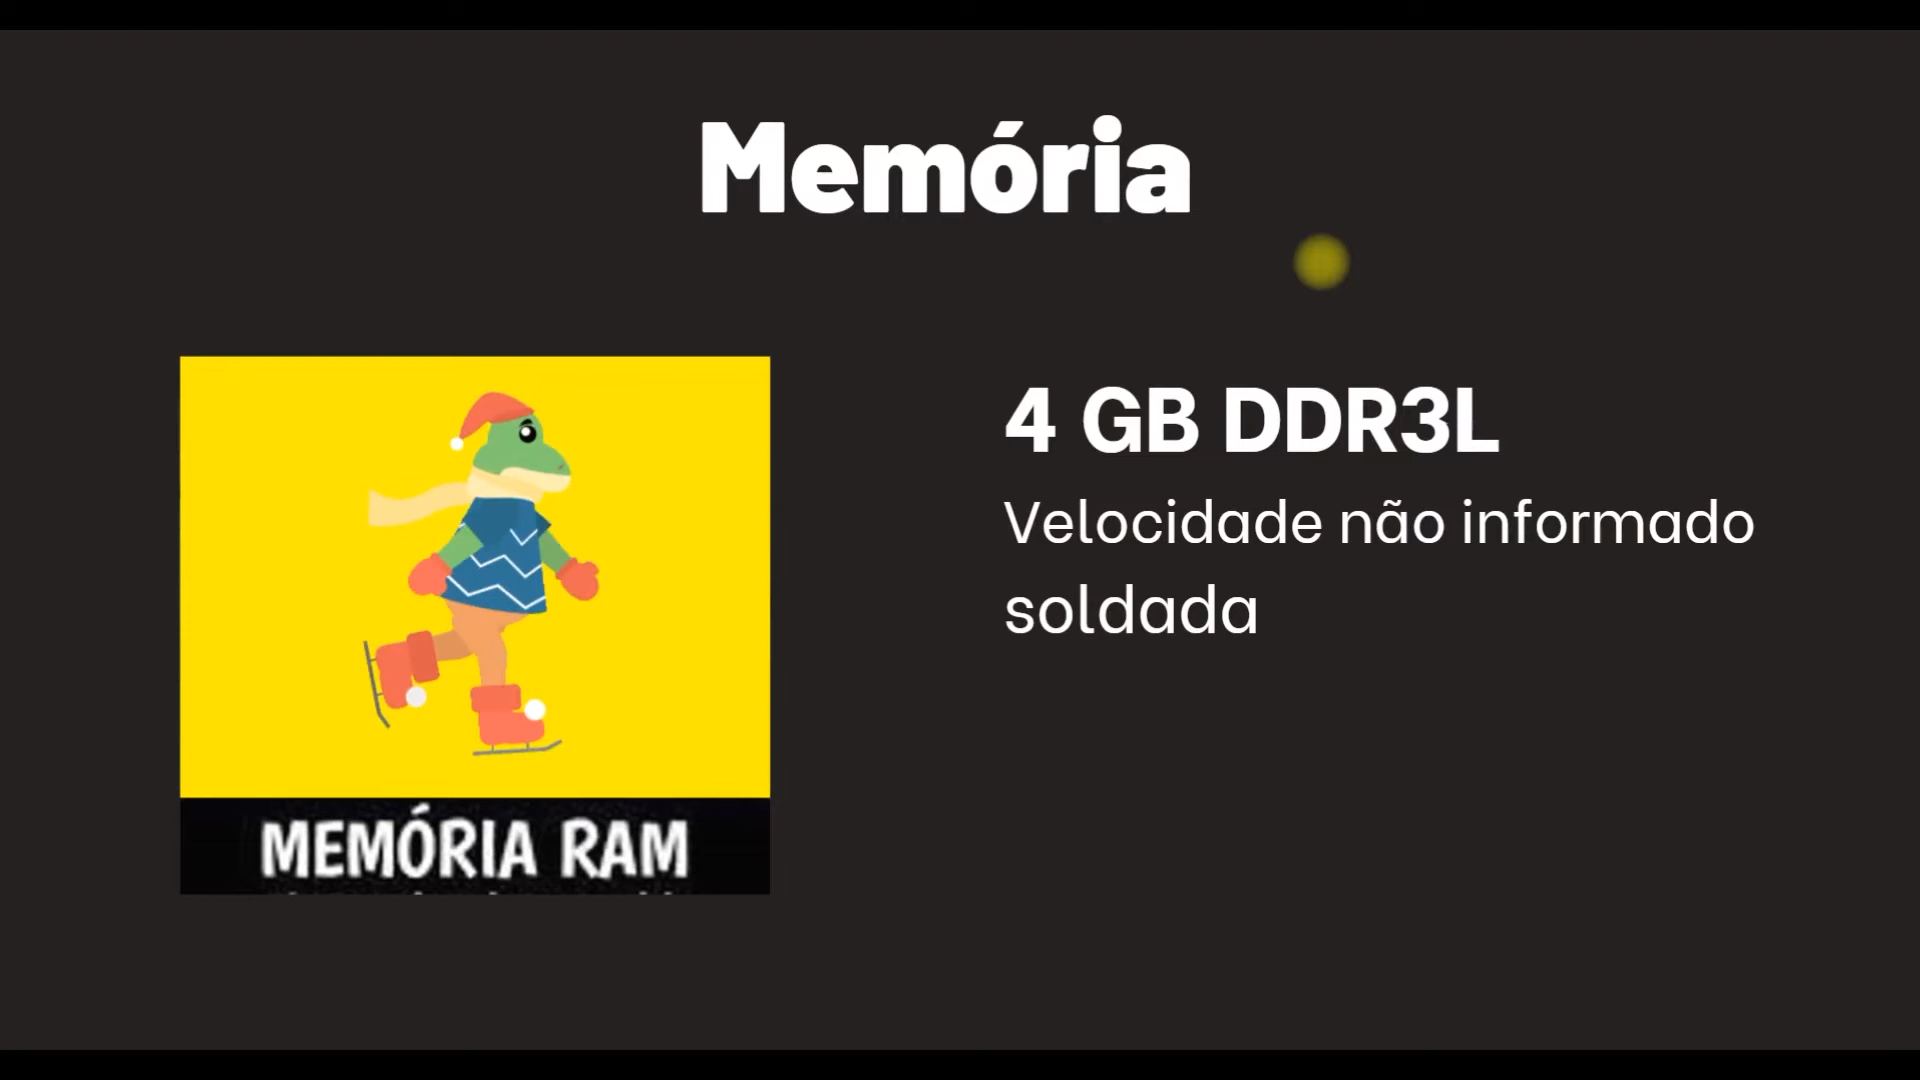 Memória
4 GB DDR3L
Velocidade não informado
soldada
MEMÓRIA RAM